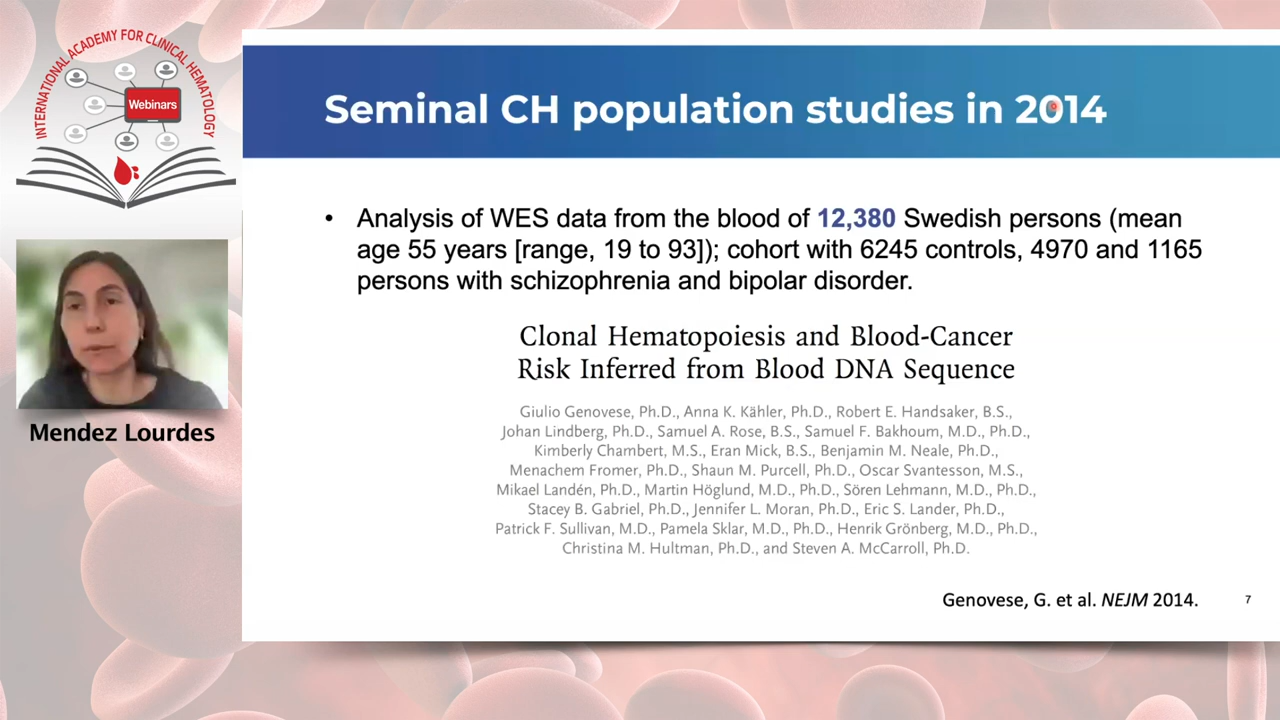 INTERNATIONAL ACADEMY FOR CLINICAL HEMATOLOGY
Webinars
Mendez Lourdes
Seminal CH population studies in 2014
• Analysis of WES data from the blood of 12,380 Swedish persons (mean
age 55 years [range, 19 to 93]); cohort with 6245 controls, 4970 and 1165
persons with schizophrenia and bipolar disorder.
Clonal Hematopoiesis and Blood-Cancer
Risk Inferred from Blood DNA Sequence
Giulio Genovese, Ph.D., Anna K. Kähler, Ph.D., Robert E. Handsaker, B.S.,
Johan Lindberg, Ph.D., Samuel A. Rose, B.S., Samuel F. Bakhoum, M.D., Ph.D.,
Kimberly Chambert, M.S., Eran Mick, B.S., Benjamin M. Neale, Ph.D.,
Menachem Fromer, Ph.D., Shaun M. Purcell, Ph.D., Oscar Svantesson, M.S.,
Mikael Landén, Ph.D., Martin Höglund, M.D., Ph.D., Sören Lehmann, M.D., Ph.D.,
Stacey B. Gabriel, Ph.D., Jennifer L. Moran, Ph.D., Eric S. Lander, Ph.D.,
Patrick F. Sullivan, M.D., Pamela Sklar, M.D., Ph.D., Henrik Grönberg, M.D., Ph.D.,
Christina M. Hultman, Ph.D., and Steven A. McCarroll, Ph.D.
Genovese, G. et al. NEJM 2014.
7